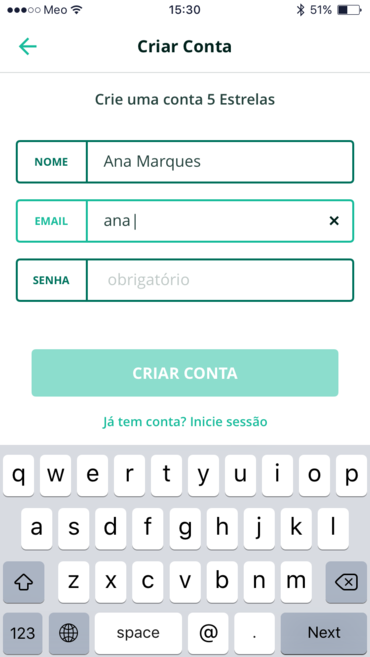 Meo 15:30 51%
Criar Conta
Crie uma conta 5 Estrelas
NOME Ana Marques
EMAIL ana
SENHA obrigatório
CRIAR CONTA
Já tem conta? Inicie sessão
q w e r t y u i o p
a s d f g h j k l
z x c v b n m
123 space @ . Next